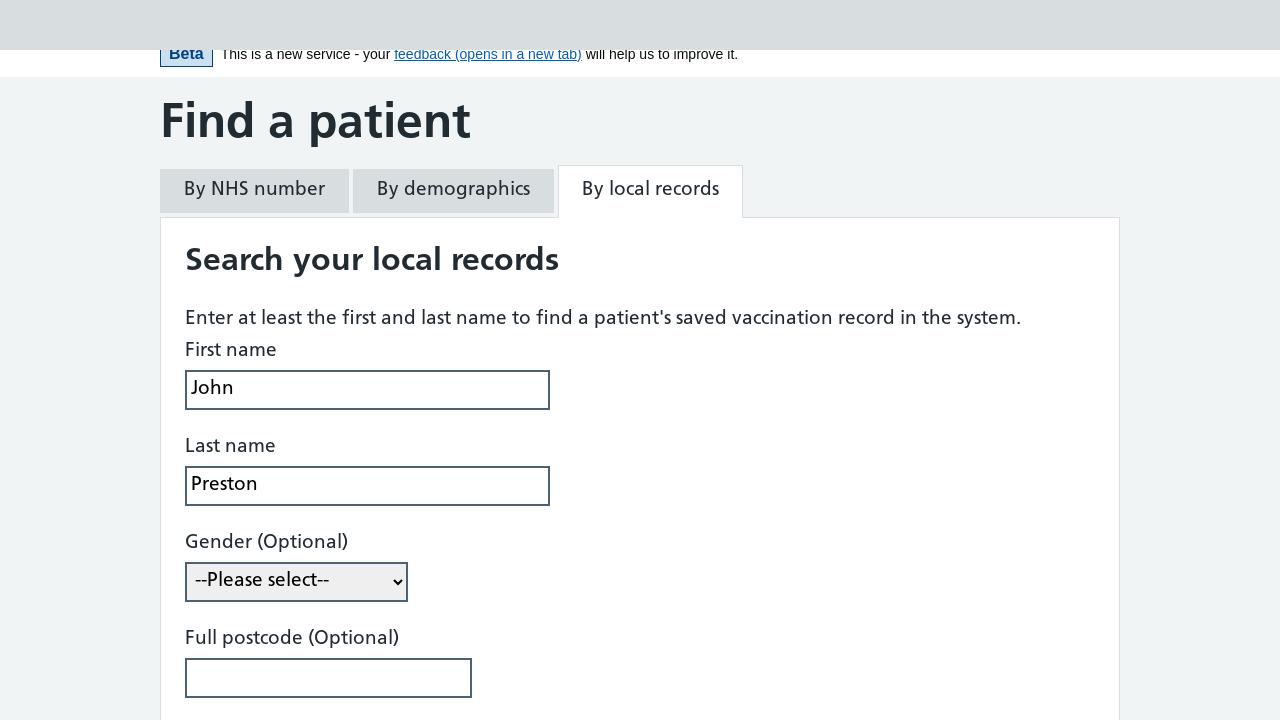 Beta This is a new service - your feedback (opens in a new tab) will help us to improve it.
Find a patient
By NHS number By demographics By local records
Search your local records
Enter at least the first and last name to find a patient's saved vaccination record in the system.
First name
John
Last name
Preston
Gender (Optional)
--Please select--
Full postcode (Optional)